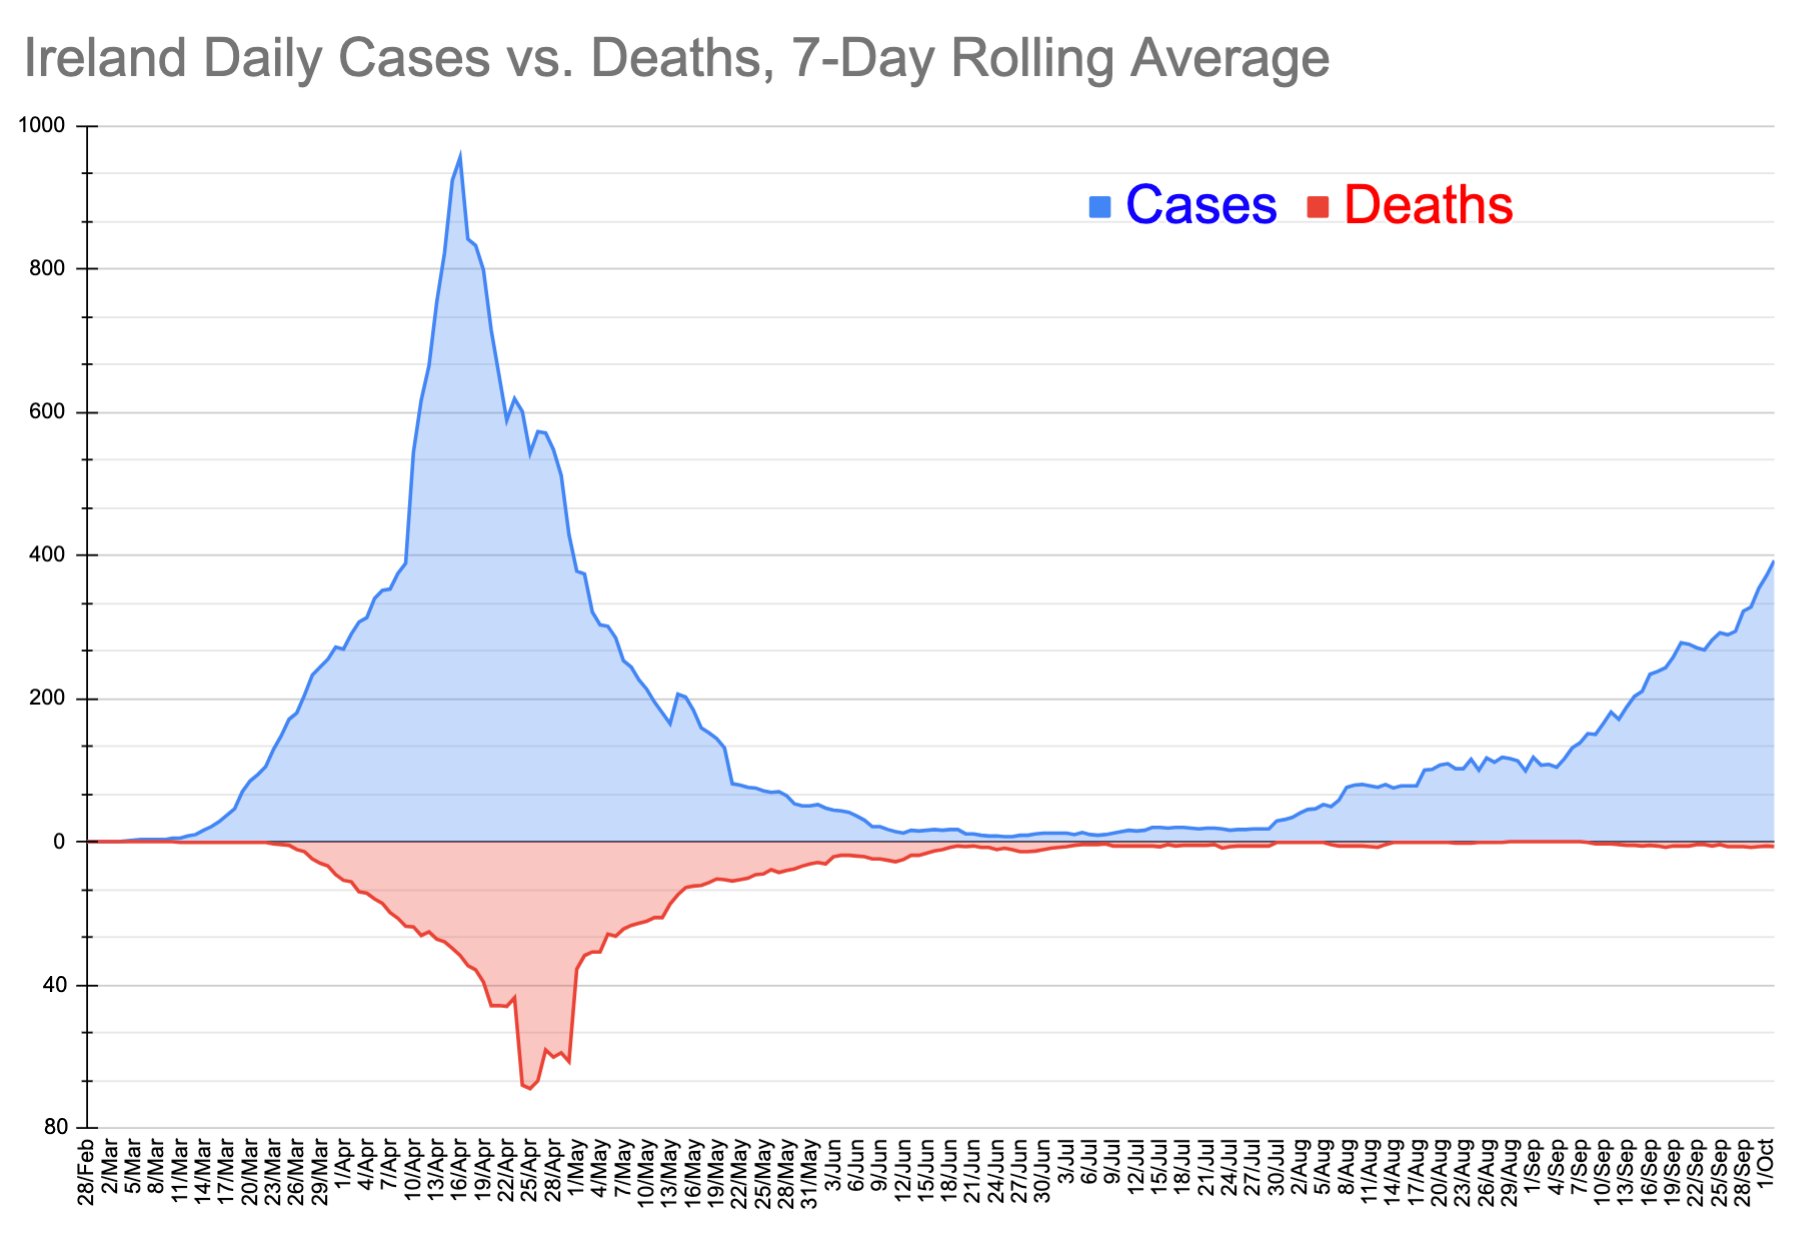 Ireland Daily Cases vs. Deaths, 7-Day Rolling Average
Cases Deaths
1000
800
600
400
200
0
40
80
28/Feb
2/Mar
5/Mar
8/Mar
11/Mar
14/Mar
17/Mar
20/Mar
23/Mar
26/Mar
29/Mar
1/Apr
4/Apr
7/Apr
10/Apr
13/Apr
16/Apr
19/Apr
22/Apr
25/Apr
28/Apr
1/May
4/May
7/May
10/May
13/May
16/May
19/May
22/May
25/May
28/May
31/May
3/Jun
6/Jun
9/Jun
12/Jun
15/Jun
18/Jun
21/Jun
24/Jun
27/Jun
30/Jun
3/Jul
6/Jul
9/Jul
12/Jul
15/Jul
18/Jul
21/Jul
24/Jul
27/Jul
30/Jul
2/Aug
5/Aug
8/Aug
11/Aug
14/Aug
17/Aug
20/Aug
23/Aug
26/Aug
29/Aug
1/Sep
4/Sep
7/Sep
10/Sep
13/Sep
16/Sep
19/Sep
22/Sep
25/Sep
28/Sep
1/Oct